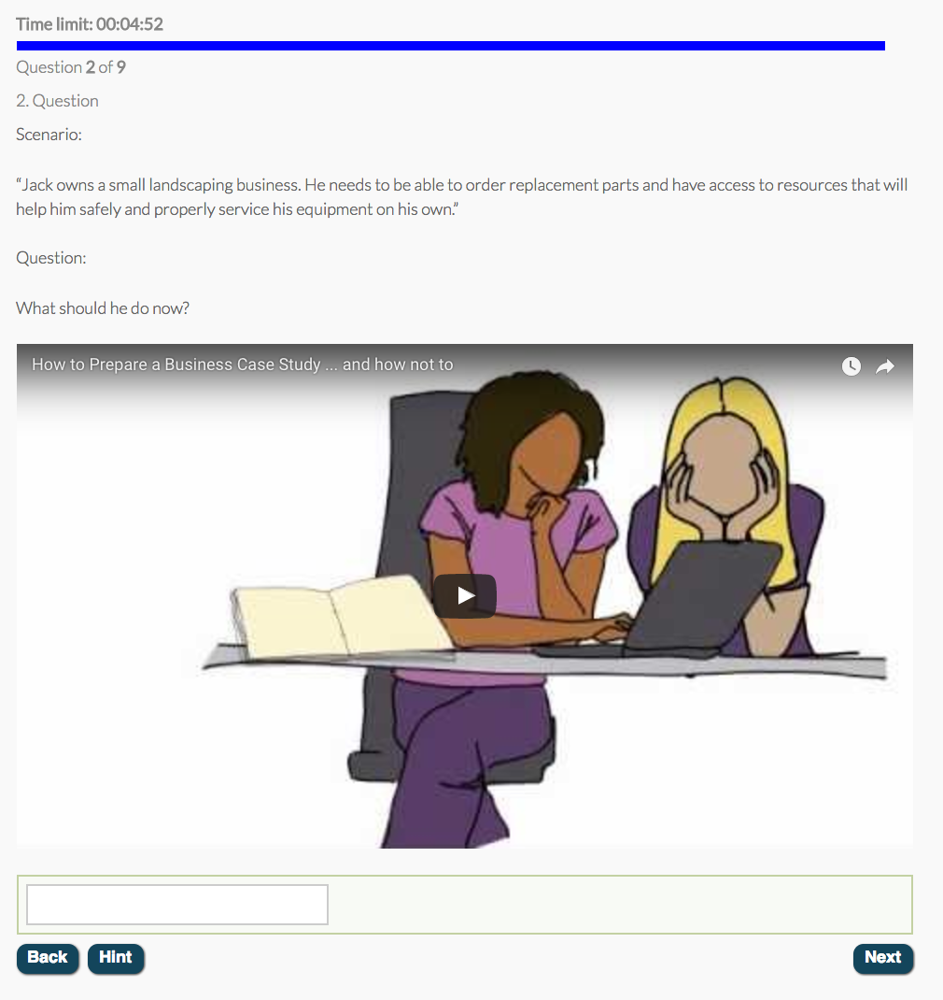 Time limit: 00:04:52
Question 2 of 9
2. Question
Scenario:
“Jack owns a small landscaping business. He needs to be able to order replacement parts and have access to resources that will
help him safely and properly service his equipment on his own.”
Question:
What should he do now?
How to Prepare a Business Case Study ... and how not to
Back Hint Next